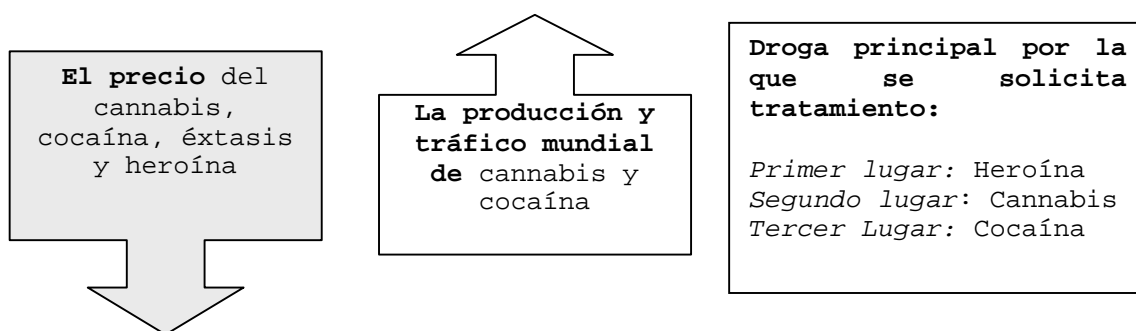 El precio del
cannabis,
cocaína, éxtasis
y heroína
La producción y
tráfico mundial
de cannabis y
cocaína
Droga principal por la
que se solicita
tratamiento:
Primer lugar: Heroína
Segundo lugar: Cannabis
Tercer Lugar: Cocaína